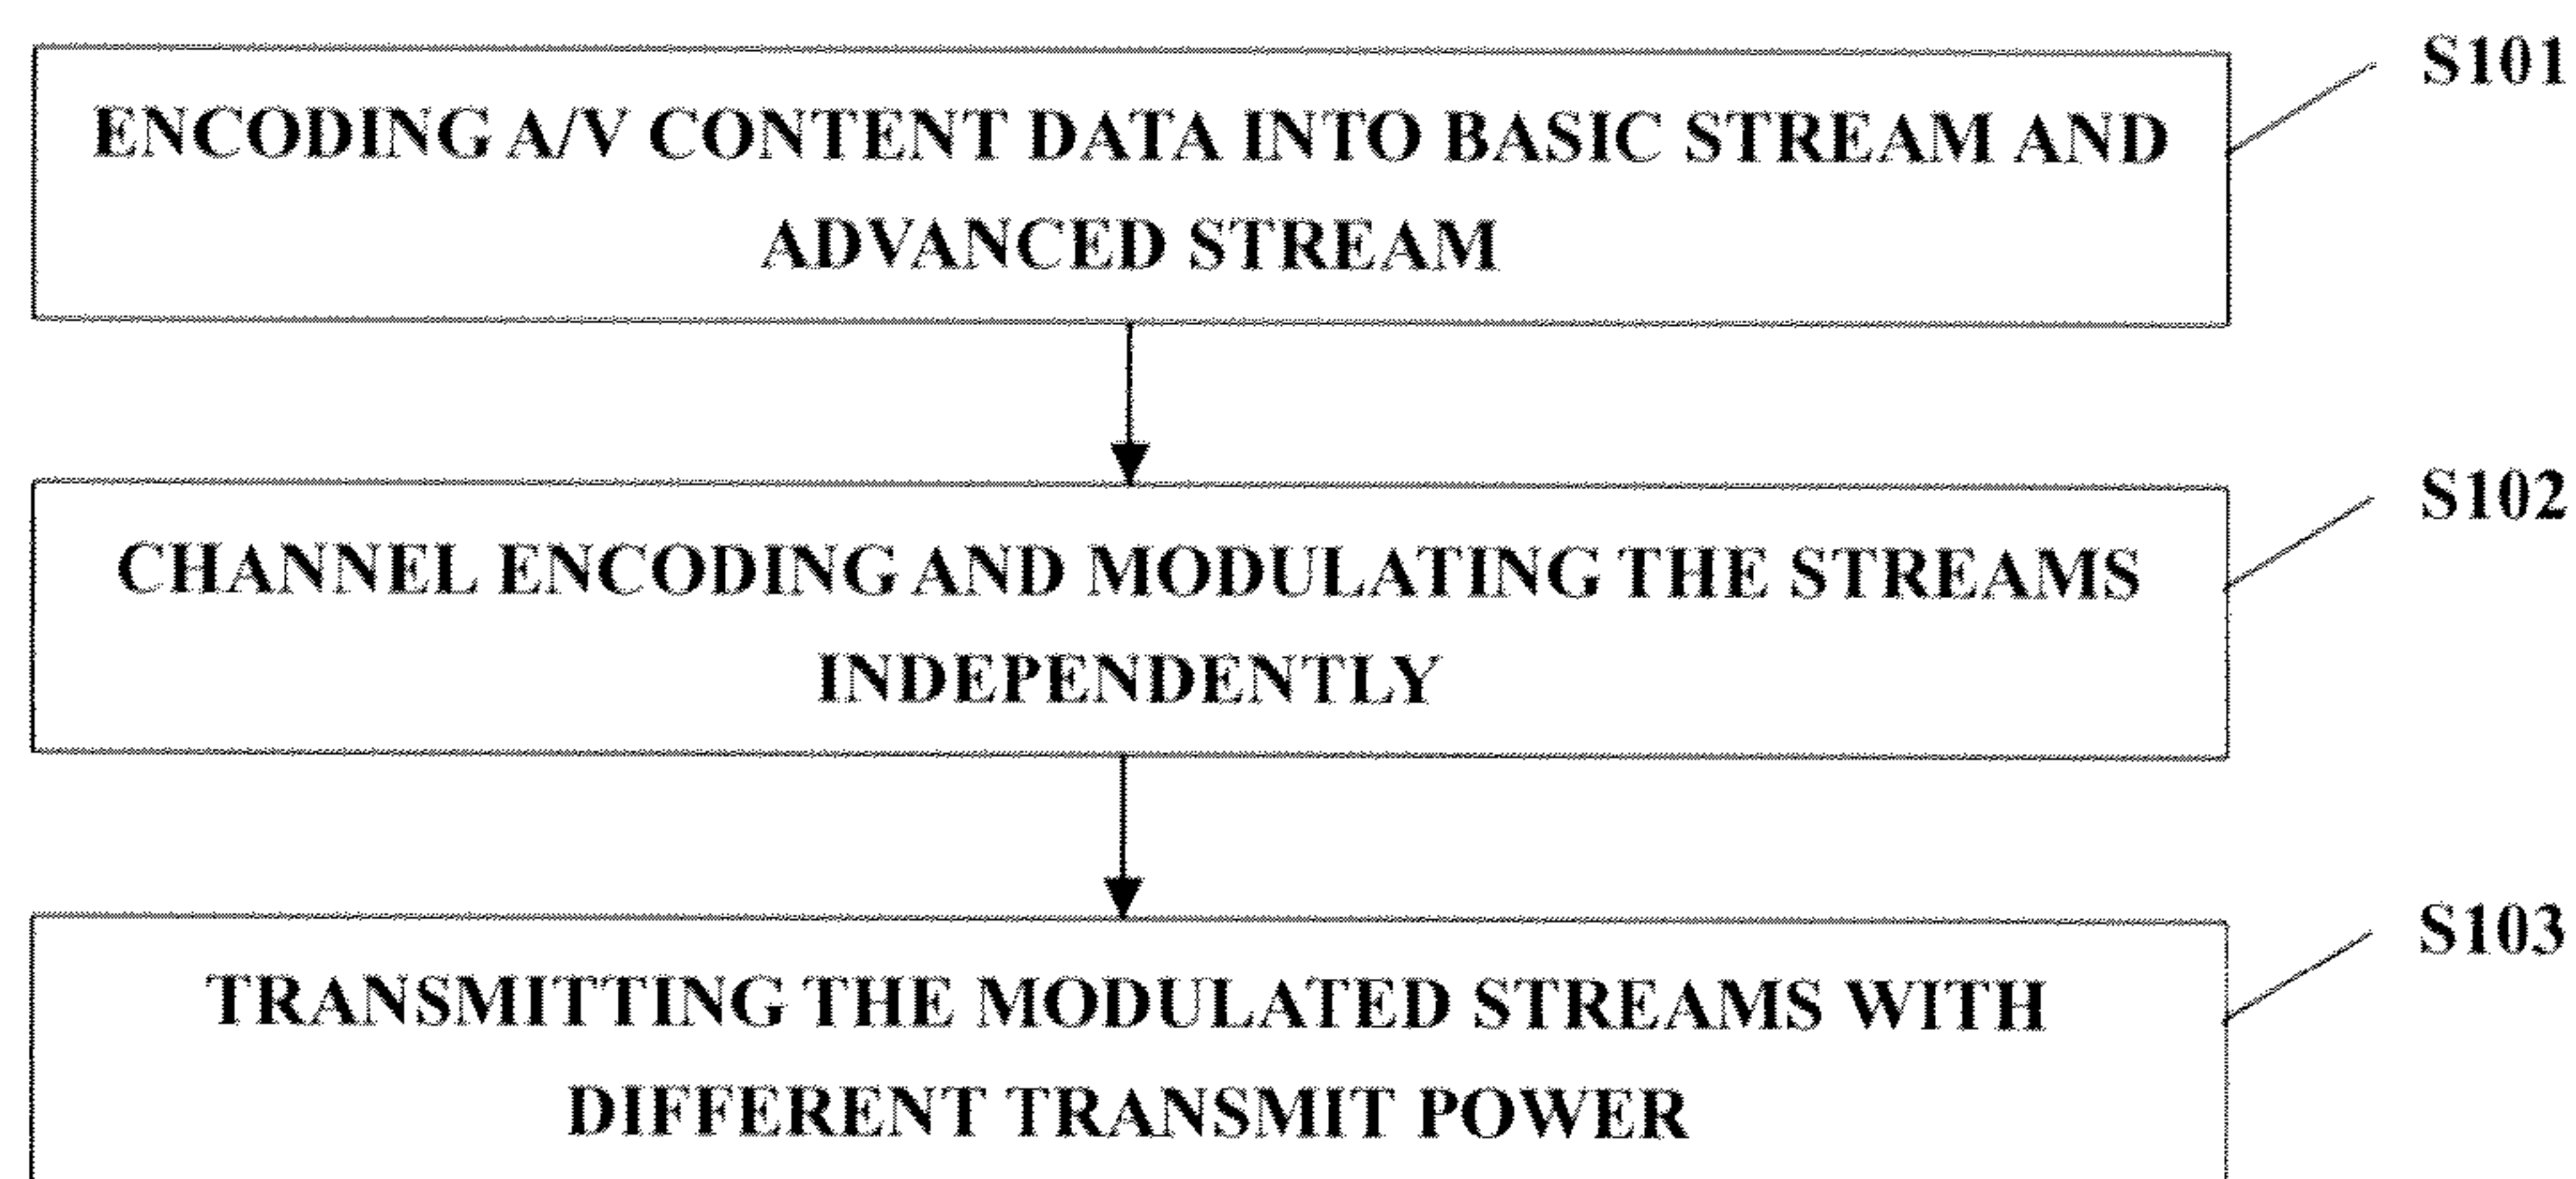 S101
ENCODING A/V CONTENT DATA INTO BASIC STREAM AND
ADVANCED STREAM
S102
CHANNEL ENCODING AND MODULATING THE STREAMS
INDEPENDENTLY
S103
TRANSMITTING THE MODULATED STREAMS WITH
DIFFERENT TRANSMIT POWER